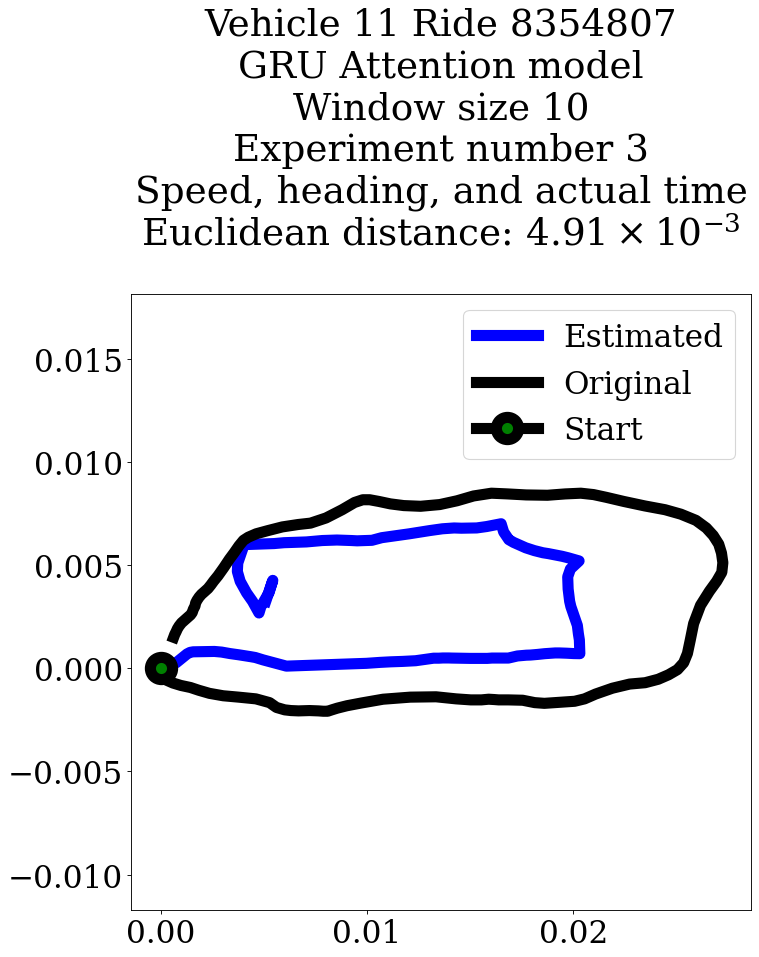 Vehicle 11 Ride 8354807
GRU Attention model
Window size 10
Experiment number 3
Speed, heading, and actual time
Euclidean distance: 4.91 × 10⁻³
Estimated
Original
Start
0.015
0.010
0.005
0.000
−0.005
−0.010
0.00 0.01 0.02